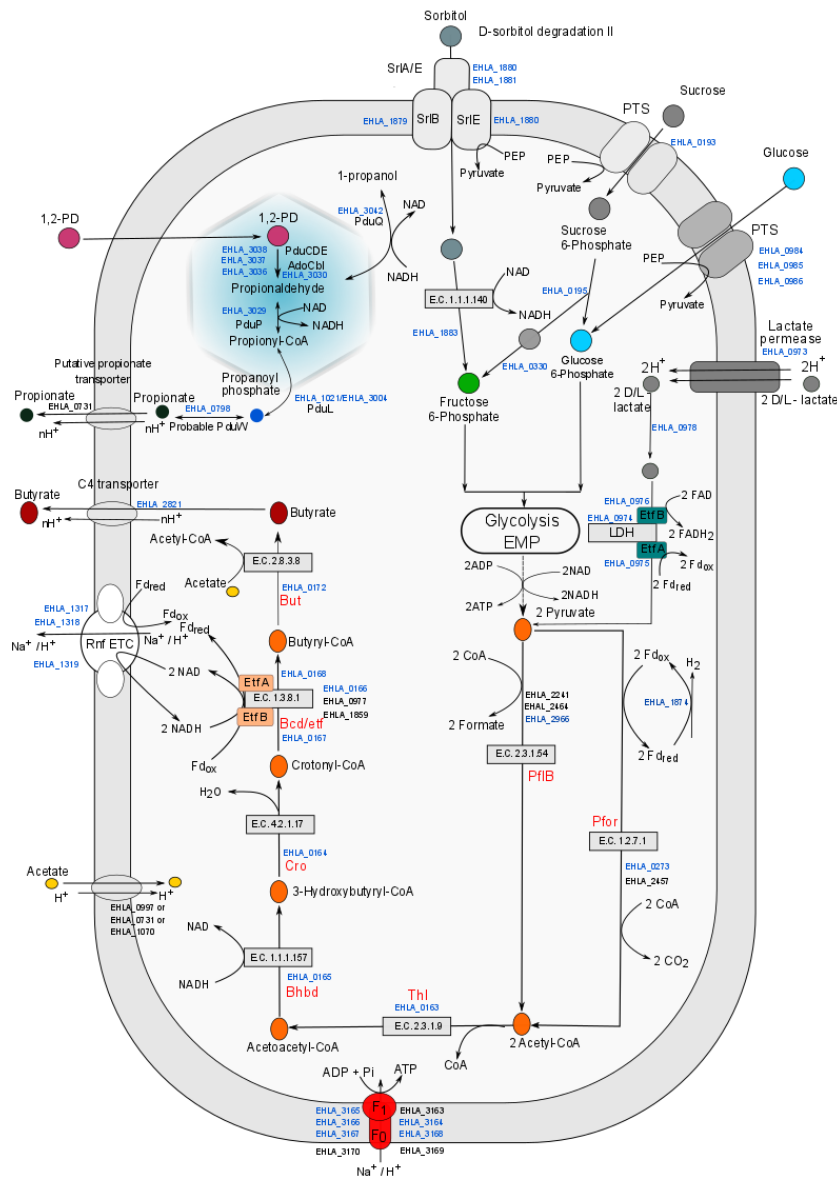 Sorbitol
D-sorbitol degradation II
SrlA/E
EHLA_1880
EHLA_1881
EHLA_1879
SrlB
SrlE
EHLA_1880
PEP
Pyruvate
PTS
Sucrose
EHLA_0193
PEP
Pyruvate
Glucose
Sucrose
6-Phosphate
PTS
EHLA_0984
EHLA_0985
EHLA_0986
PEP
Pyruvate
1-propanol
NAD
EHLA_3042
PduQ
NADH
1,2-PD
1,2-PD
EHLA_3038
EHLA_3037
EHLA_3036
PduCDE
AdoCbl
EHLA_3030
Propionaldehyde
EHLA_3029
PduP
NAD
NADH
Propionyl-CoA
NAD
E.C. 1.1.1.140
NADH
EHLA_0195
EHLA_1883
EHLA_0330
Glucose
6-Phosphate
Fructose
6-Phosphate
Lactate
permease
EHLA_0973
2H+
2H+
2 D/L
lactate
2 D/L- lactate
EHLA_0978
Putative propionate
transporter
Propanoyl
phosphate
EHLA_1021/EHLA_3004
PduL
Propionate
EHLA_0731
nH+
Propionate
nH+
EHLA_0798
Probable PduW
C4 transporter
Butyrate
EHLA_2821
nH+
nH+
Butyrate
Acetyl-CoA
E.C. 2.8.3.8
Acetate
EHLA_0172
But
Glycolysis
EMP
EHLA_0976
2 FAD
EtfB
EHLA_0974
LDH
2 FADH2
EtfA
EHLA_0975
2 Fdox
2 Fdred
2ADP
2NAD
2NADH
2ATP
2 Pyruvate
EHLA_1317
EHLA_1318
Fdred
Fdox
Na+/H+
Na+/H+
Rnf ETC
EHLA_1319
Fdred
Butyryl-CoA
EHLA_0168
2 NAD
EtfA
E.C. 1.3.8.1
EHLA_0166
EHLA_0977
EHLA_1859
EtfB
Bcd/etf
2 NADH
EHLA_0167
Fdox
Crotonyl-CoA
2 CoA
2 Formate
EHLA_2241
EHAL_2464
EHLA_2966
E.C. 2.3.1.54
PflB
2 Fdox
H2
EHLA_1874
2 Fdred
H2O
E.C. 4.2.1.17
EHLA_0164
Cro
Pfor
E.C. 1.2.7.1
EHLA_0273
EHLA_2457
2 CoA
2 CO2
Acetate
H+
H+
EHLA_0997 or
EHLA_0731 or
EHLA_1070
3-Hydroxybutyryl-CoA
NAD
E.C. 1.1.1.157
NADH
EHLA_0165
Bhbd
Thl
EHLA_0163
E.C. 2.3.1.9
Acetoacetyl-CoA
CoA
2 Acetyl-CoA
ADP + Pi
ATP
F1
F0
EHLA_3165
EHLA_3166
EHLA_3167
EHLA_3170
EHLA_3163
EHLA_3164
EHLA_3168
EHLA_3169
Na+/H+